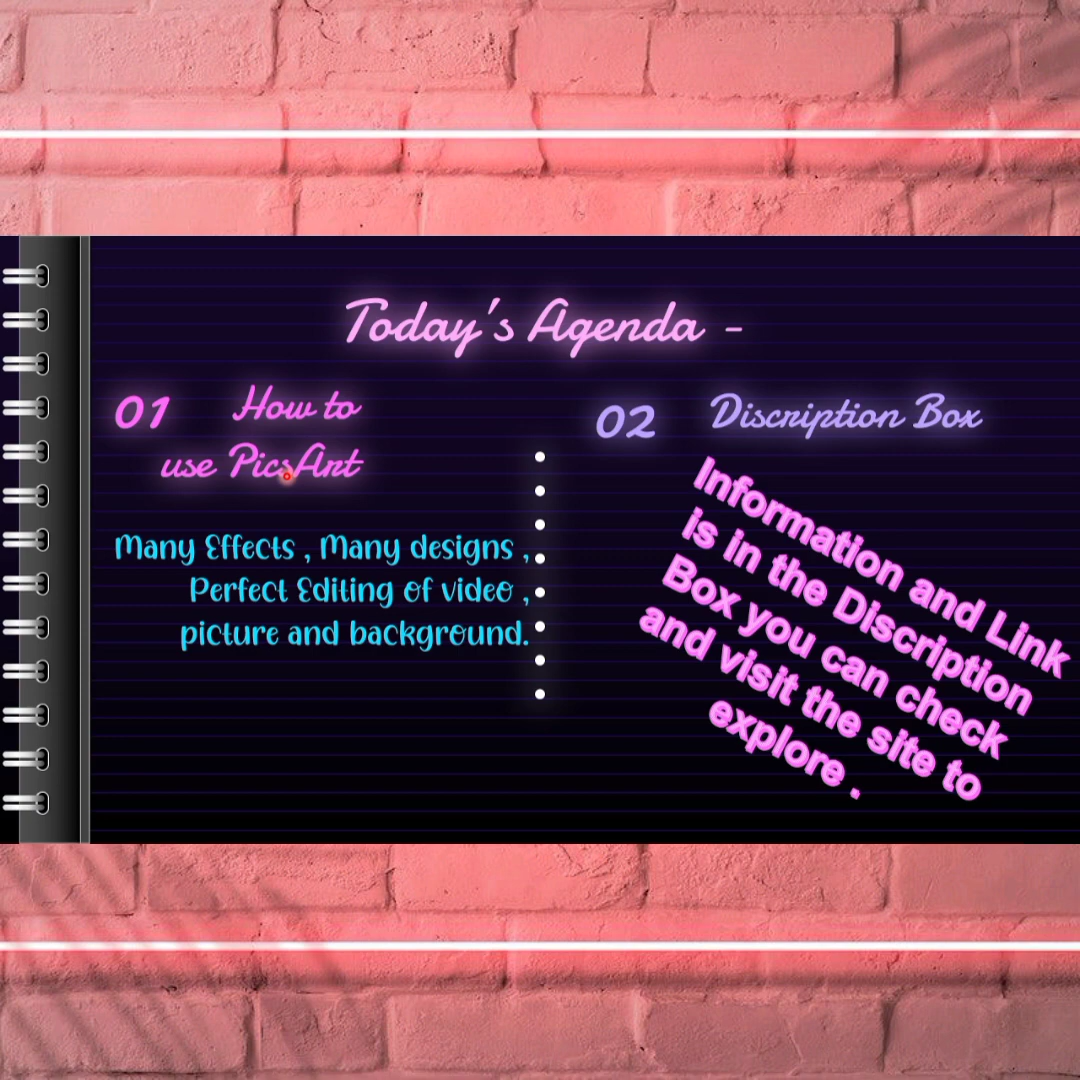 Today's Agenda -
01 How to
use PicsArt
Many Effects , Many designs ,
Perfect Editing of video ,
picture and background.
02 Discription Box
Information and Link
is in the Discription
Box you can check
and visit the site to
explore .